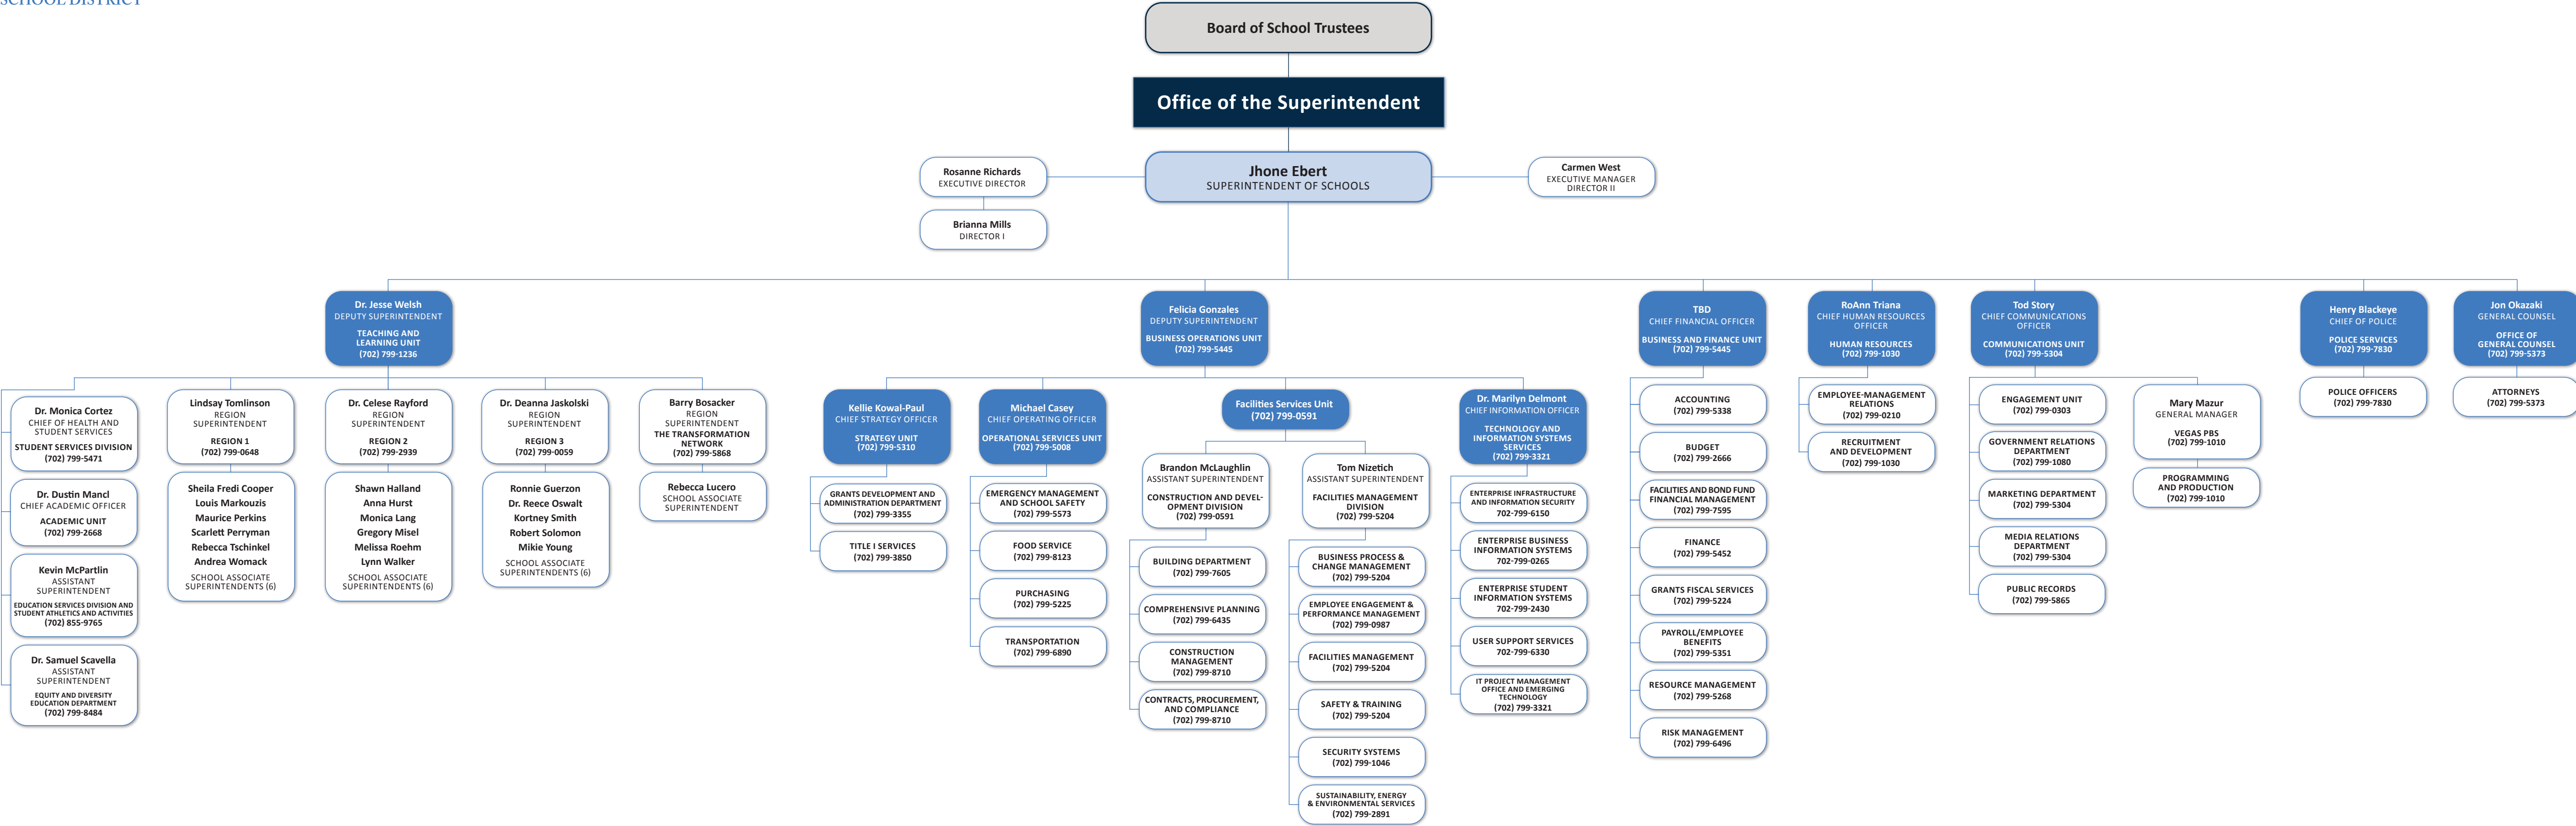 SCHOOL DISTRICT
Board of School Trustees
Office of the Superintendent
Jhone Ebert
SUPERINTENDENT OF SCHOOLS
Rosanne Richards
EXECUTIVE DIRECTOR
Brianna Mills
DIRECTOR I
Carmen West
EXECUTIVE MANAGER
DIRECTOR II
Dr. Jesse Welsh
DEPUTY SUPERINTENDENT
TEACHING AND
LEARNING UNIT
(702) 799-1236
Dr. Monica Cortez
CHIEF OF HEALTH AND
STUDENT SERVICES
STUDENT SERVICES DIVISION
(702) 799-5471
Dr. Dustin Mancl
CHIEF ACADEMIC OFFICER
ACADEMIC UNIT
(702) 799-2668
Kevin McPartlin
ASSISTANT
SUPERINTENDENT
EDUCATION SERVICES DIVISION AND
STUDENT ATHLETICS AND ACTIVITIES
(702) 855-9765
Dr. Samuel Scavella
ASSISTANT
SUPERINTENDENT
EQUITY AND DIVERSITY
EDUCATION DEPARTMENT
(702) 799-8484
Lindsay Tomlinson
REGION
SUPERINTENDENT
REGION 1
(702) 799-0648
Sheila Fredi Cooper
Louis Markouzis
Maurice Perkins
Scarlett Perryman
Rebecca Tschinkel
Andrea Womack
SCHOOL ASSOCIATE
SUPERINTENDENTS (6)
Dr. Celese Rayford
REGION
SUPERINTENDENT
REGION 2
(702) 799-2939
Shawn Halland
Anna Hurst
Monica Lang
Gregory Misel
Melissa Roehm
Lynn Walker
SCHOOL ASSOCIATE
SUPERINTENDENTS (6)
Dr. Deanna Jaskolski
REGION
SUPERINTENDENT
REGION 3
(702) 799-0059
Ronnie Guerzon
Dr. Reece Oswalt
Kortney Smith
Robert Solomon
Mikie Young
SCHOOL ASSOCIATE
SUPERINTENDENTS (6)
Barry Bosacker
REGION
SUPERINTENDENT
THE TRANSFORMATION
NETWORK
(702) 799-5868
Rebecca Lucero
SCHOOL ASSOCIATE
SUPERINTENDENT
Felicia Gonzales
DEPUTY SUPERINTENDENT
BUSINESS OPERATIONS UNIT
(702) 799-5445
Kellie Kowal-Paul
CHIEF STRATEGY OFFICER
STRATEGY UNIT
(702) 799-5310
GRANTS DEVELOPMENT AND
ADMINISTRATION DEPARTMENT
(702) 799-3355
TITLE I SERVICES
(702) 799-3850
Michael Casey
CHIEF OPERATING OFFICER
OPERATIONAL SERVICES UNIT
(702) 799-5008
EMERGENCY MANAGEMENT
AND SCHOOL SAFETY
(702) 799-5573
FOOD SERVICE
(702) 799-8123
PURCHASING
(702) 799-5225
TRANSPORTATION
(702) 799-6890
Facilities Services Unit
(702) 799-0591
Brandon McLaughlin
ASSISTANT SUPERINTENDENT
CONSTRUCTION AND DEVEL-
OPMENT DIVISION
(702) 799-0591
BUILDING DEPARTMENT
(702) 799-7605
COMPREHENSIVE PLANNING
(702) 799-6435
CONSTRUCTION
MANAGEMENT
(702) 799-8710
CONTRACTS, PROCUREMENT,
AND COMPLIANCE
(702) 799-8710
Tom Nizetich
ASSISTANT SUPERINTENDENT
FACILITIES MANAGEMENT
DIVISION
(702) 799-5204
BUSINESS PROCESS &
CHANGE MANAGEMENT
(702) 799-5204
EMPLOYEE ENGAGEMENT &
PERFORMANCE MANAGEMENT
(702) 799-0987
FACILITIES MANAGEMENT
(702) 799-5204
SAFETY & TRAINING
(702) 799-5204
SECURITY SYSTEMS
(702) 799-1046
SUSTAINABILITY, ENERGY
& ENVIRONMENTAL SERVICES
(702) 799-2891
Dr. Marilyn Delmont
CHIEF INFORMATION OFFICER
TECHNOLOGY AND
INFORMATION SYSTEMS
SERVICES
(702) 799-3321
ENTERPRISE INFRASTRUCTURE
AND INFORMATION SECURITY
702-799-6150
ENTERPRISE BUSINESS
INFORMATION SYSTEMS
702-799-0265
ENTERPRISE STUDENT
INFORMATION SYSTEMS
702-799-2430
USER SUPPORT SERVICES
702-799-6330
IT PROJECT MANAGEMENT
OFFICE AND EMERGING
TECHNOLOGY
(702) 799-3321
TBD
CHIEF FINANCIAL OFFICER
BUSINESS AND FINANCE UNIT
(702) 799-5445
ACCOUNTING
(702) 799-5338
BUDGET
(702) 799-2666
FACILITIES AND BOND FUND
FINANCIAL MANAGEMENT
(702) 799-7595
FINANCE
(702) 799-5452
GRANTS FISCAL SERVICES
(702) 799-5224
PAYROLL/EMPLOYEE
BENEFITS
(702) 799-5351
RESOURCE MANAGEMENT
(702) 799-5268
RISK MANAGEMENT
(702) 799-6496
RoAnn Triana
CHIEF HUMAN RESOURCES
OFFICER
HUMAN RESOURCES
(702) 799-1030
EMPLOYEE-MANAGEMENT
RELATIONS
(702) 799-0210
RECRUITMENT
AND DEVELOPMENT
(702) 799-1030
Tod Story
CHIEF COMMUNICATIONS
OFFICER
COMMUNICATIONS UNIT
(702) 799-5304
ENGAGEMENT UNIT
(702) 799-0303
GOVERNMENT RELATIONS
DEPARTMENT
(702) 799-1080
MARKETING DEPARTMENT
(702) 799-5304
MEDIA RELATIONS
DEPARTMENT
(702) 799-5304
PUBLIC RECORDS
(702) 799-5865
Mary Mazur
GENERAL MANAGER
VEGAS PBS
(702) 799-1010
PROGRAMMING
AND PRODUCTION
(702) 799-1010
Henry Blackeye
CHIEF OF POLICE
POLICE SERVICES
(702) 799-7830
POLICE OFFICERS
(702) 799-7830
Jon Okazaki
GENERAL COUNSEL
OFFICE OF
GENERAL COUNSEL
(702) 799-5373
ATTORNEYS
(702) 799-5373